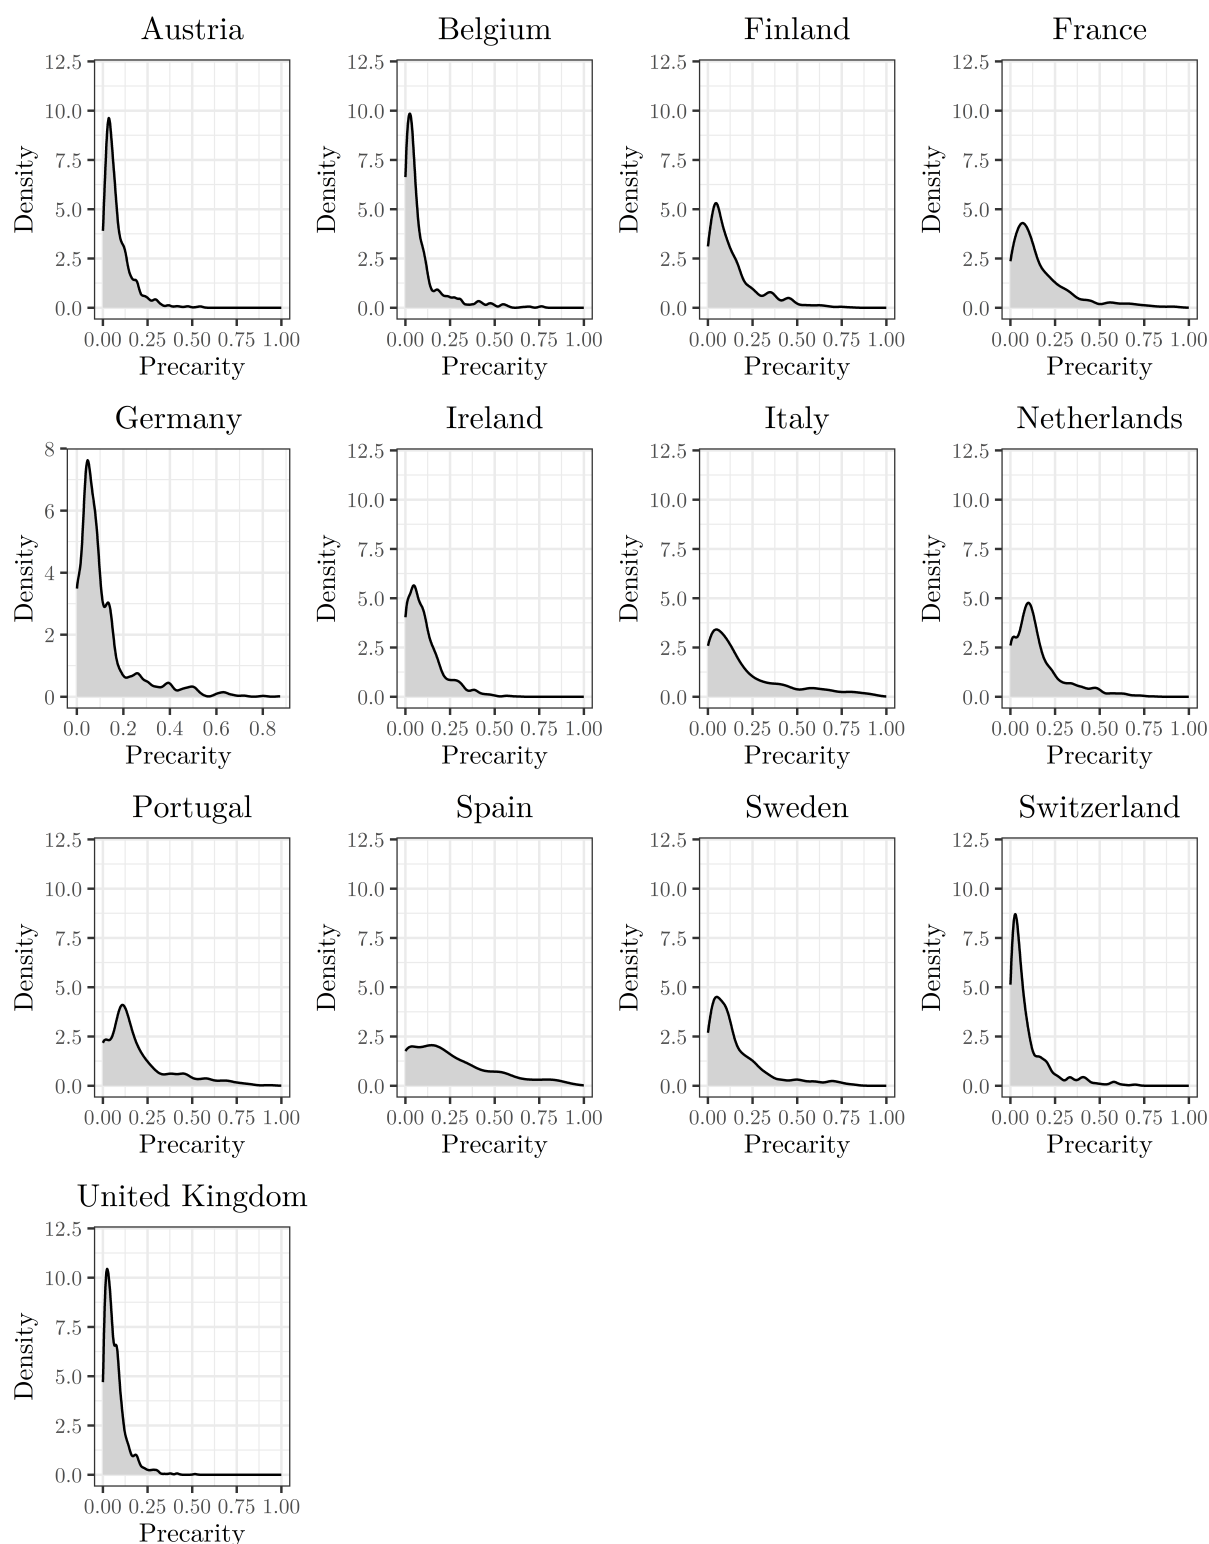 Austria Belgium Finland France
12.5 12.5 12.5 12.5
10.0 10.0 10.0 10.0
7.5 7.5 7.5 7.5
Density Density Density Density
5.0 5.0 5.0 5.0
2.5 2.5 2.5 2.5
0.0 0.0 0.0 0.0
0.00 0.25 0.50 0.75 1.00 0.00 0.25 0.50 0.75 1.00 0.00 0.25 0.50 0.75 1.00 0.00 0.25 0.50 0.75 1.00
Precarity Precarity Precarity Precarity
Germany Ireland Italy Netherlands
8 12.5 12.5 12.5
6 10.0 10.0 10.0
7.5 7.5 7.5
Density Density Density Density
4 5.0 5.0 5.0
2 2.5 2.5 2.5
0 0.0 0.0 0.0
0.0 0.2 0.4 0.6 0.8 0.00 0.25 0.50 0.75 1.00 0.00 0.25 0.50 0.75 1.00 0.00 0.25 0.50 0.75 1.00
Precarity Precarity Precarity Precarity
Portugal Spain Sweden Switzerland
12.5 12.5 12.5 12.5
10.0 10.0 10.0 10.0
7.5 7.5 7.5 7.5
Density Density Density Density
5.0 5.0 5.0 5.0
2.5 2.5 2.5 2.5
0.0 0.0 0.0 0.0
0.00 0.25 0.50 0.75 1.00 0.00 0.25 0.50 0.75 1.00 0.00 0.25 0.50 0.75 1.00 0.00 0.25 0.50 0.75 1.00
Precarity Precarity Precarity Precarity
United Kingdom
12.5
10.0
7.5
Density
5.0
2.5
0.0
0.00 0.25 0.50 0.75 1.00
Precarity